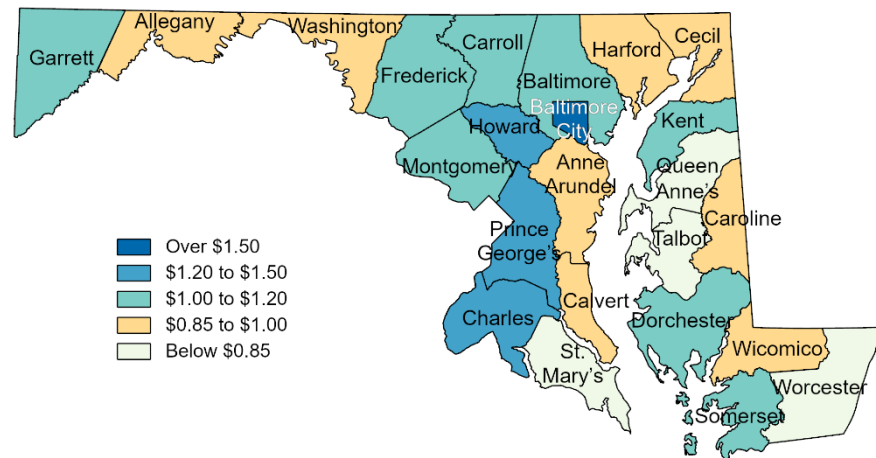 Garrett
Allegany
Washington
Frederick
Carroll
Baltimore
Baltimore
City
Harford
Cecil
Howard
Montgomery
Kent
Queen
Anne's
Anne
Arundel
Caroline
Talbot
Prince
George's
Calvert
Charles
St.
Mary's
Dorchester
Wicomico
Worcester
Somerset
Over $1.50
$1.20 to $1.50
$1.00 to $1.20
$0.85 to $1.00
Below $0.85